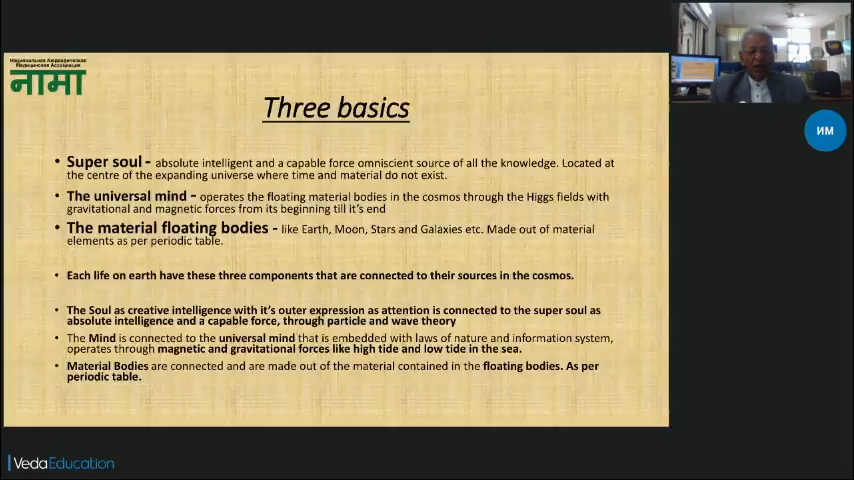 Национальная Аюрведическая
Медицинская Ассоциация
नामा
Three basics
• Super soul - absolute intelligent and a capable force omniscient source of all the knowledge. Located at
the centre of the expanding universe where time and material do not exist.
• The universal mind - operates the floating material bodies in the cosmos through the Higgs fields with
gravitational and magnetic forces from its beginning till it's end
• The material floating bodies - like Earth, Moon, Stars and Galaxies etc. Made out of material
elements as per periodic table.
• Each life on earth have these three components that are connected to their sources in the cosmos.
• The Soul as creative intelligence with it's outer expression as attention is connected to the super soul as
absolute intelligence and a capable force, through particle and wave theory
• The Mind is connected to the universal mind that is embedded with laws of nature and information system,
operates through magnetic and gravitational forces like high tide and low tide in the sea.
• Material Bodies are connected and are made out of the material contained in the floating bodies. As per
periodic table.
ИМ
VedaEducation